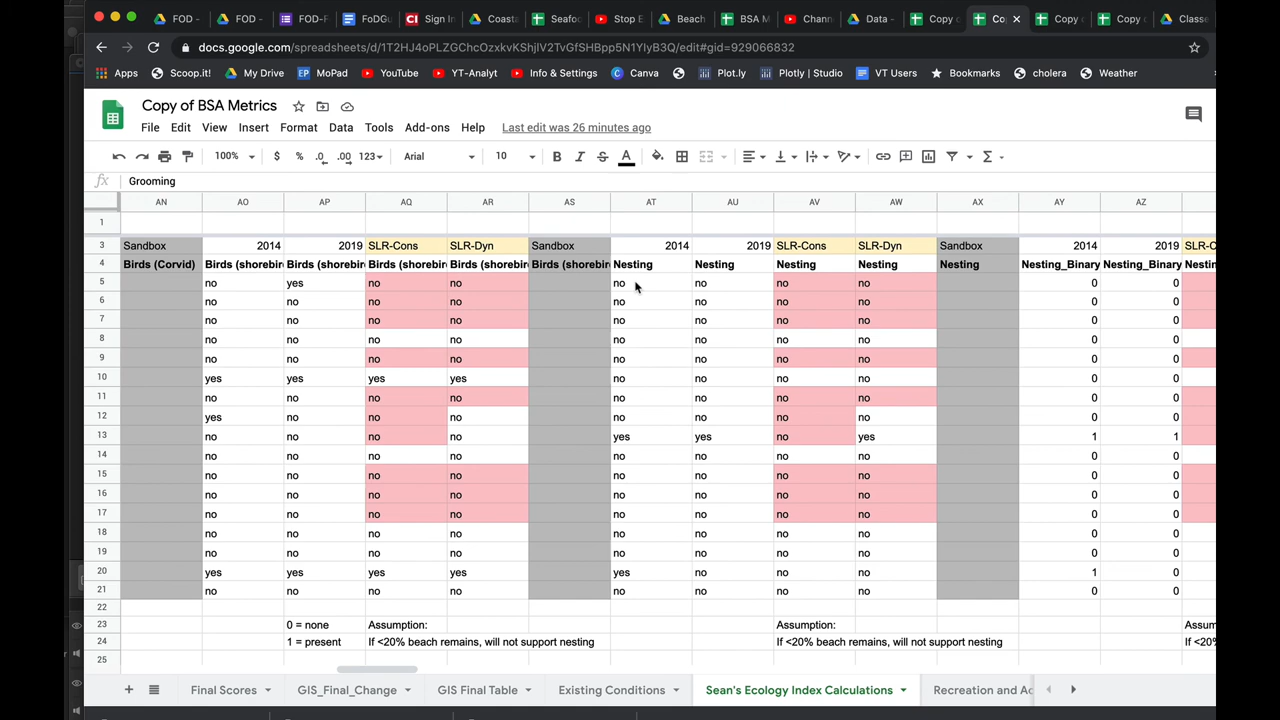 FOD - FOD - FOD-F FoDGu Sign In Coasta Seafoo Stop E Beach BSA M Chann Data - Copy o Co Copy o Copy o Classe
docs.google.com/spreadsheets/d/1T2HJ4oPLZGChcOzxkvKShjlV2TvGfSHBpp5N1YIyB3Q/edit#gid=929066832
Apps Scoop.it! My Drive EP MoPad YouTube YT-Analyt Info & Settings Canva Plot.ly Plotly | Studio VT Users Bookmarks cholera Weather
Copy of BSA Metrics
File Edit View Insert Format Data Tools Add-ons Help Last edit was 26 minutes ago
100% $ % .0 .00 123 Arial 10 B I S A
fx Grooming
AN AO AP AQ AR AS AT AU AV AW AX AY AZ
1
3 Sandbox 2014 2019 SLR-Cons SLR-Dyn Sandbox 2014 2019 SLR-Cons SLR-Dyn Sandbox 2014 2019 SLR-C
4 Birds (Corvid) Birds (shorebir Birds (shorebir Birds (shorebir Birds (shorebir Birds (shorebir Nesting Nesting Nesting Nesting Nesting Nesting_Binary Nesting_Binary Nestin
5 no yes no no no no no no 0 0
6 no no no no no no no no 0 0
7 no no no no no no no no 0 0
8 no no no no no no no no 0 0
9 no no no no no no no no 0 0
10 yes yes yes yes no no no no 0 0
11 no no no no no no no no 0 0
12 yes no no no no no no no 0 0
13 no no no no yes yes no yes 1 1
14 no no no no no no no no 0 0
15 no no no no no no no no 0 0
16 no no no no no no no no 0 0
17 no no no no no no no no 0 0
18 no no no no no no no no 0 0
19 no no no no no no no no 0 0
20 yes yes yes yes yes no no no 1 0
21 no no no no no no no no 0 0
22
23 0 = none Assumption: Assumption: Assum
24 1 = present If <20% beach remains, will not support nesting If <20% beach remains, will not support nesting If <20%
25
Final Scores GIS_Final_Change GIS Final Table Existing Conditions Sean's Ecology Index Calculations Recreation and Ac